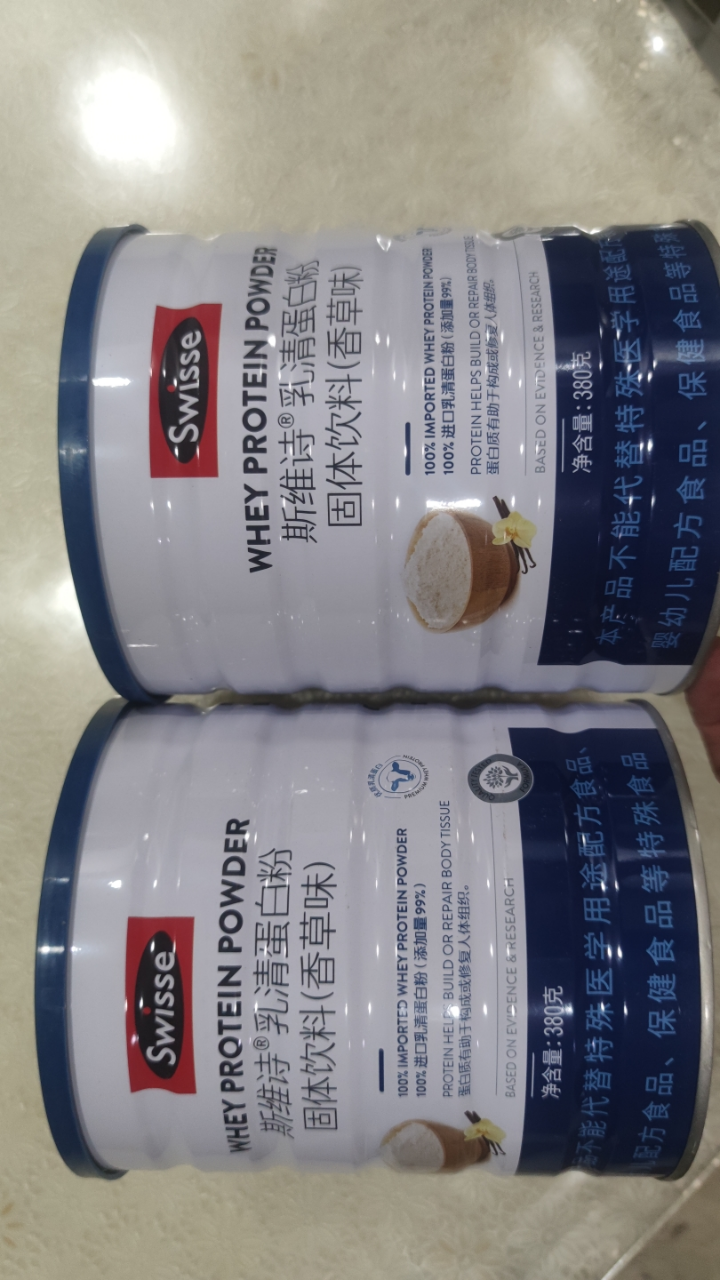 Swisse
WHEY PROTEIN POWDER
斯维诗® 乳清蛋白粉
固体饮料(香草味)
100% IMPORTED WHEY PROTEIN POWDER
100% 进口乳清蛋白粉 ( 添加量 99% )
PROTEIN HELPS BUILD OR REPAIR BODY TISSUE
蛋白质有助于构成或修复人体组织。
BASED ON EVIDENCE & RESEARCH
净含量: 380克
本产品不能代替特殊医学用途配
婴幼儿配方食品、保健食品等特殊
Swisse
WHEY PROTEIN POWDER
斯维诗® 乳清蛋白粉
固体饮料(香草味)
100% IMPORTED WHEY PROTEIN POWDER
100% 进口乳清蛋白粉 ( 添加量 99% )
PROTEIN HELPS BUILD OR REPAIR BODY TISSUE
蛋白质有助于构成或修复人体组织。
BASED ON EVIDENCE & RESEARCH
净含量: 380克
不能代替特殊医学用途配方食品、
儿配方食品、保健食品等特殊食品